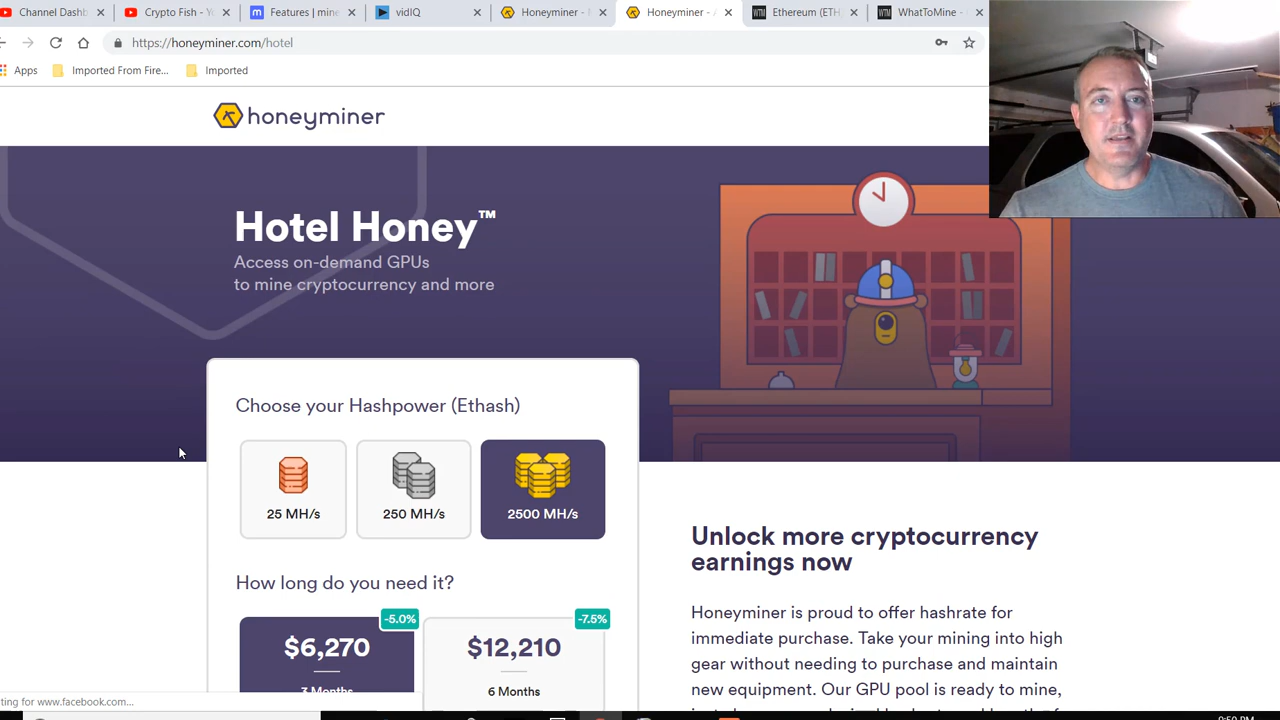 Channel Dashb
Crypto Fish - Y
Features | mine
vidIQ
Honeyminer -
Honeyminer -
Ethereum (ETH
WhatToMine -
https://honeyminer.com/hotel
Apps
Imported From Fire...
Imported
honeyminer
Hotel Honey™
Access on-demand GPUs
to mine cryptocurrency and more
Choose your Hashpower (Ethash)
25 MH/s
250 MH/s
2500 MH/s
How long do you need it?
-5.0%
-7.5%
$6,270
$12,210
3 Months
6 Months
Unlock more cryptocurrency
earnings now
Honeyminer is proud to offer hashrate for
immediate purchase. Take your mining into high
gear without needing to purchase and maintain
new equipment. Our GPU pool is ready to mine,
ting for www.facebook.com...